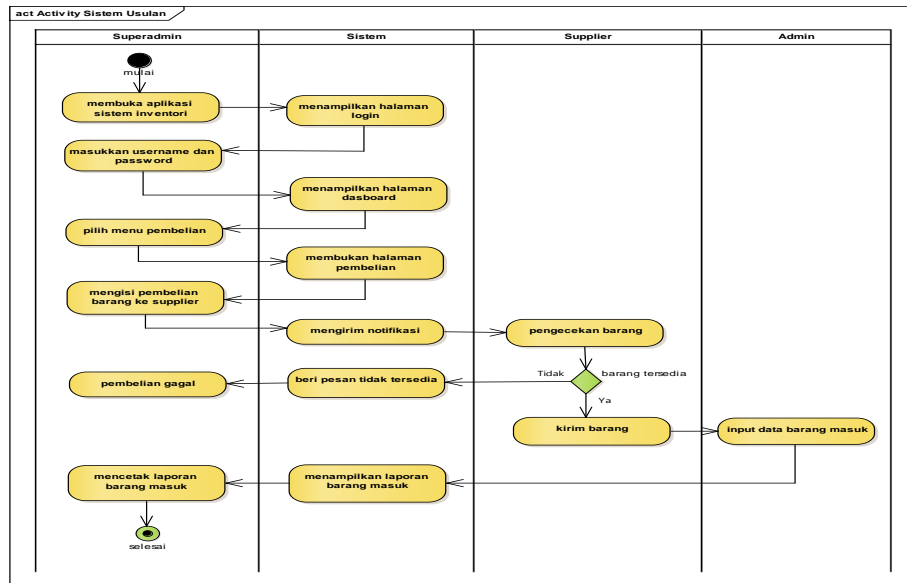 act Activity Sistem Usulan
Superadmin
Sistem
Supplier
Admin
mulai
membuka aplikasi
sistem inventori
menampilkan halaman
login
masukkan username dan
password
menampilkan halaman
dasboard
pilih menu pembelian
membukan halaman
pembelian
mengisi pembelian
barang ke supplier
mengirim notifikasi
pengecekan barang
Tidak
barang tersedia
beri pesan tidak tersedia
pembelian gagal
Ya
kirim barang
input data barang masuk
menampilkan laporan
barang masuk
mencetak laporan
barang masuk
selesai